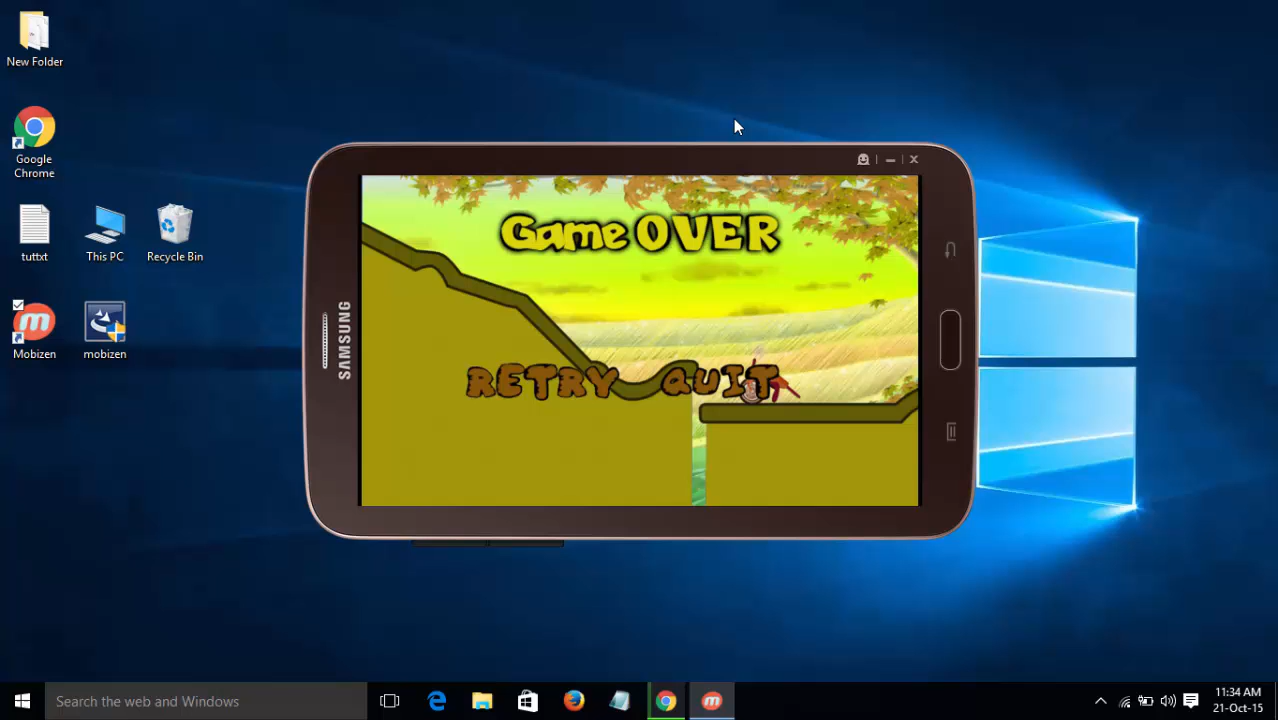 New Folder
Google
Chrome
tuttxt
This PC
Recycle Bin
Mobizen
mobizen
SAMSUNG
Game OVER
RETRY QUIT
Search the web and Windows
11:34 AM
21-Oct-15